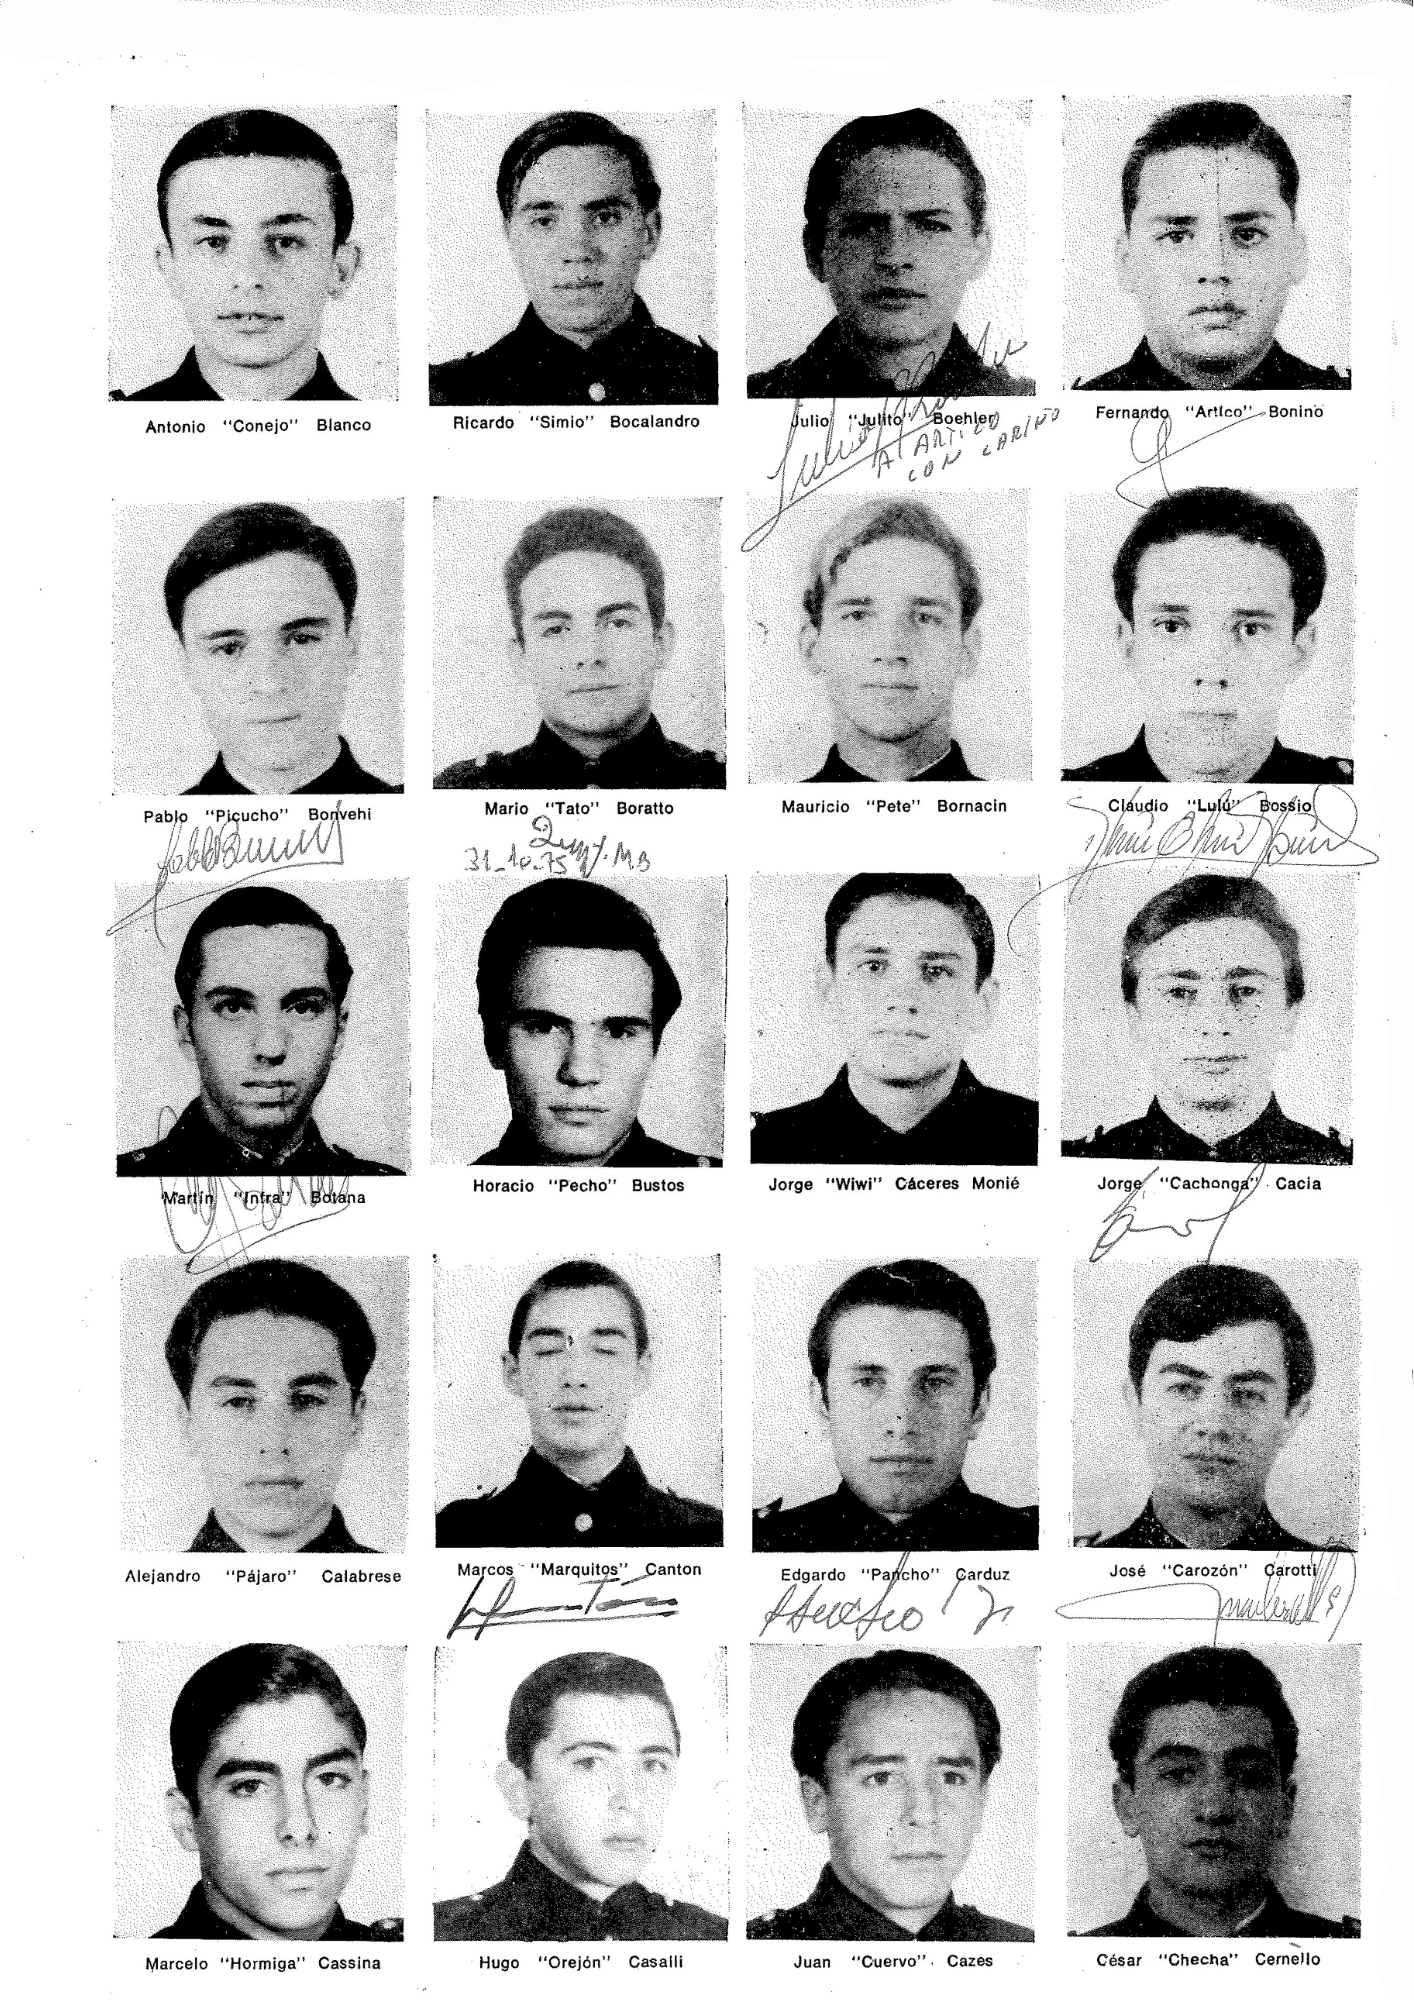 Antonio "Conejo" Blanco
Ricardo "Simio" Bocalandro
Julio "Julito" Boehler
Fernando "Artico" Bonino
A ARTICO
CON CARIÑO
Pablo "Picucho" Bonvehi
Mario "Tato" Boratto
Mauricio "Pete" Bornacin
Claudio "Lulú" Bossio
31-10-75
Martín "Infra" Botana
Horacio "Pecho" Bustos
Jorge "Wiwi" Cáceres Monié
Jorge "Cachonga" Cacia
Alejandro "Pájaro" Calabrese
Marcos "Marquitos" Canton
Edgardo "Pancho" Carduz
José "Carozón" Carotti
Marcelo "Hormiga" Cassina
Hugo "Orejón" Casalli
Juan "Cuervo" Cazes
César "Checha" Cernello